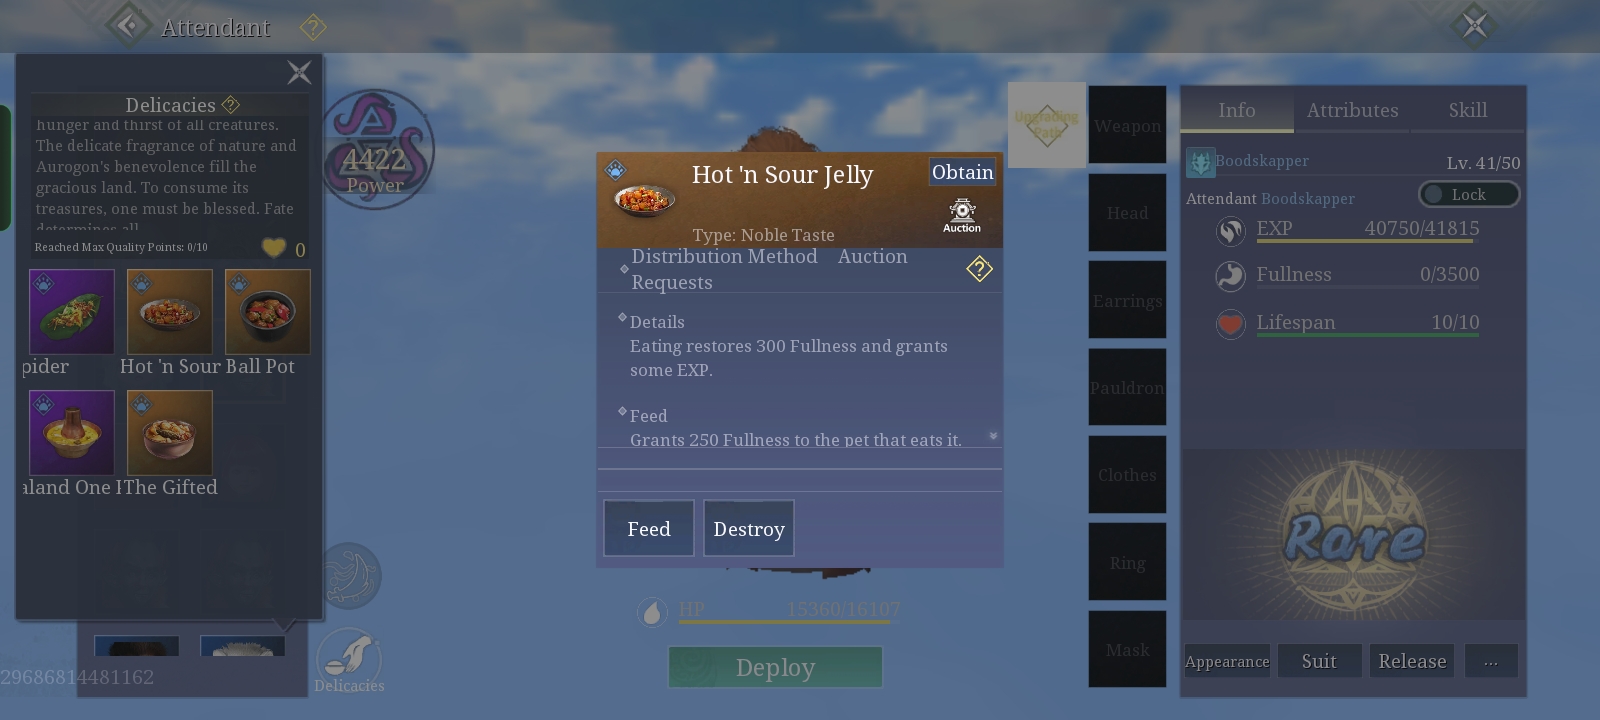 Attendant
Delicacies
hunger and thirst of all creatures.
The delicate fragrance of nature and
Aurogon's benevolence fill the
gracious land. To consume its
treasures, one must be blessed. Fate
determines all
Reached Max Quality Points: 0/10
0
pider
Hot 'n Sour
Ball Pot
aland One
The Gifted
29686814481162
4422
Power
Delicacies
Hot 'n Sour Jelly
Obtain
Auction
Type: Noble Taste
Distribution Method Auction
Requests
Details
Eating restores 300 Fullness and grants
some EXP.
Feed
Grants 250 Fullness to the pet that eats it.
Feed
Destroy
HP 15360/16107
Deploy
Upgrading
Path
Weapon
Head
Earrings
Pauldron
Clothes
Ring
Mask
Info
Attributes
Skill
Boodskapper
Lv. 41/50
Attendant Boodskapper
Lock
EXP 40750/41815
Fullness 0/3500
Lifespan 10/10
Rare
Appearance
Suit
Release
...